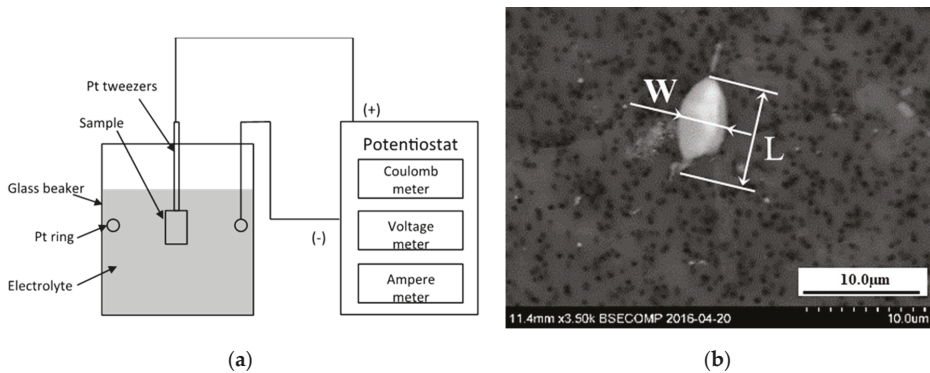 Pt tweezers
Sample
Glass beaker
Pt ring
Electrolyte
(+)
(-)
Potentiostat
Coulomb
meter
Voltage
meter
Ampere
meter
(a)
W
L
10.0μm
11.4mm x3.50k BSECOMP 2016-04-20
10.0um
(b)